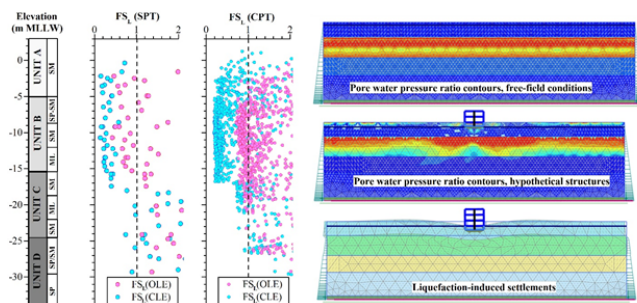 Elevation
(m MLLW)
FS_L (SPT)
FS_L (CPT)
0 1 2
0 1 2
0
-5
-10
-15
-20
-25
-30
UNIT A
UNIT B
UNIT C
UNIT D
SM
SP-SM
SM
ML
SM
ML
SM
SP/SM
SP
FS_L(OLE)
FS_L(CLE)
FS_L(OLE)
FS_L(CLE)
Pore water pressure ratio contours, free-field conditions
Pore water pressure ratio contours, hypothetical structures
Liquefaction-induced settlements